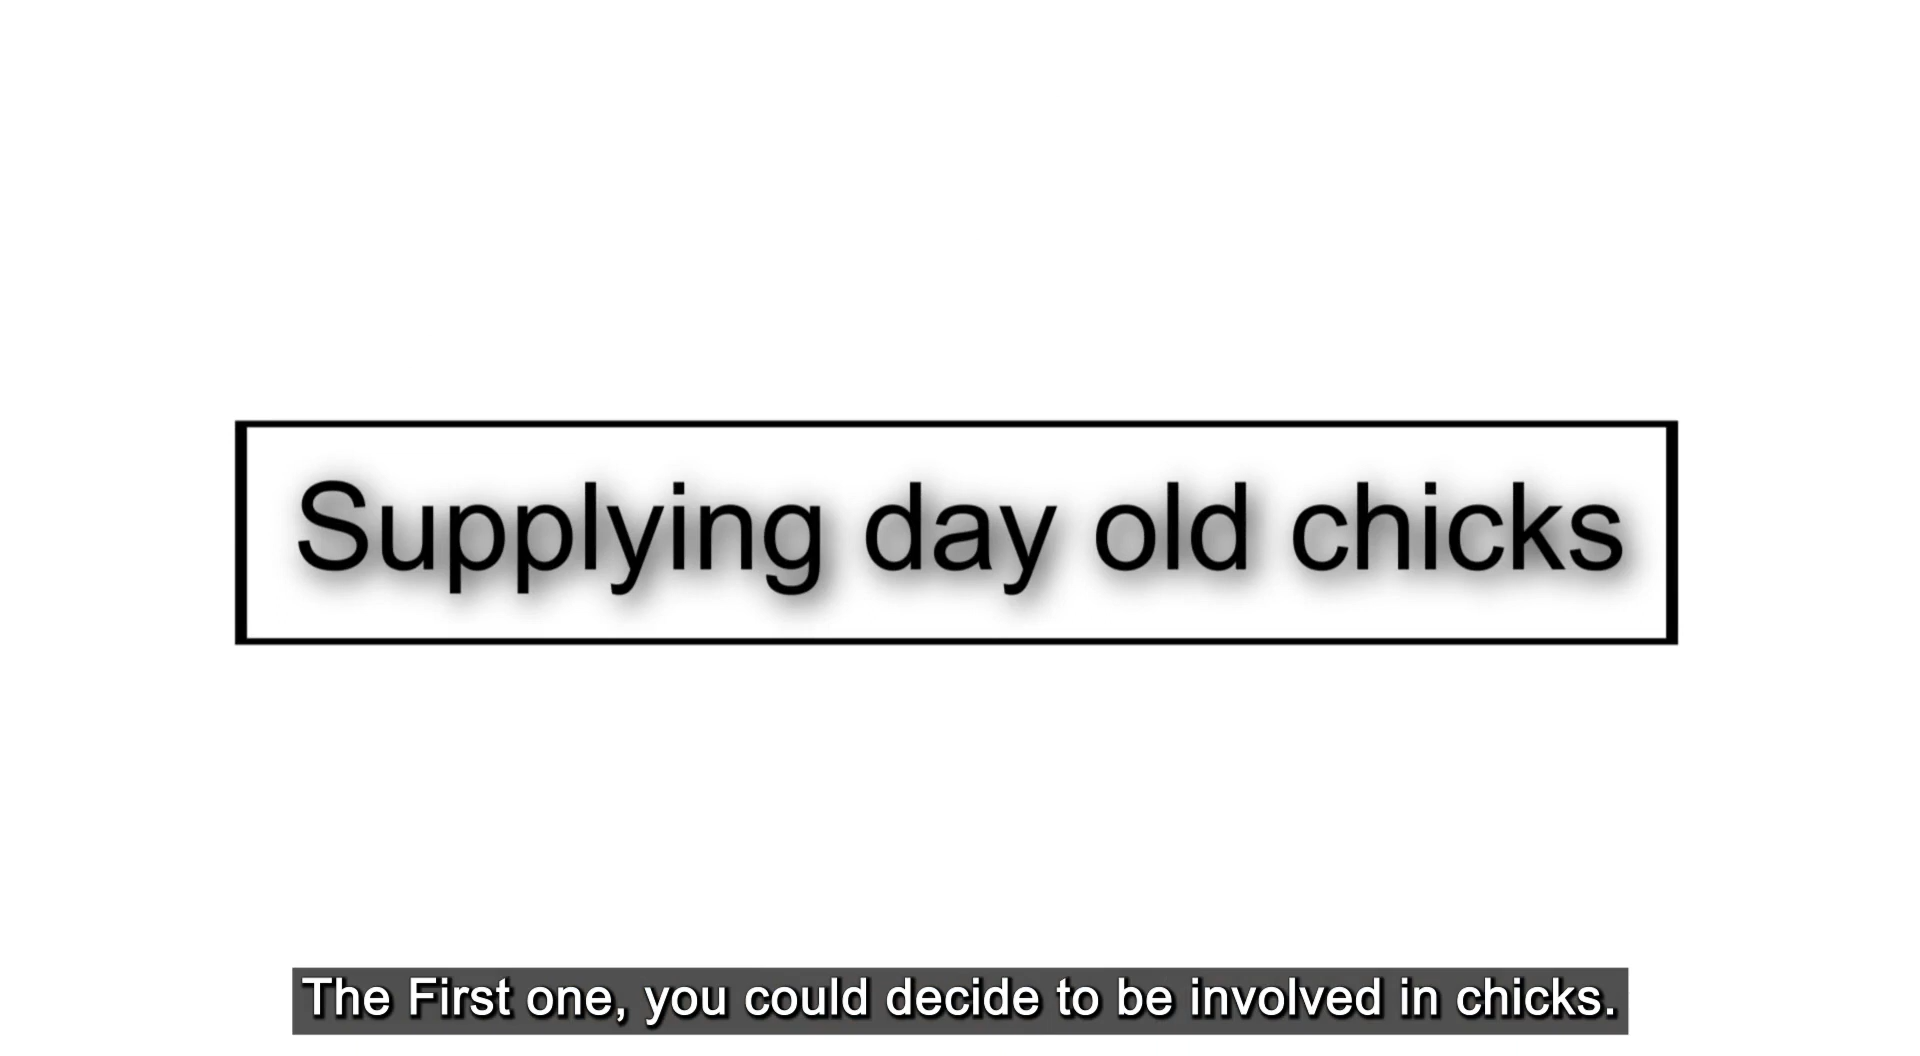 Supplying day old chicks
The First one, you could decide to be involved in chicks.